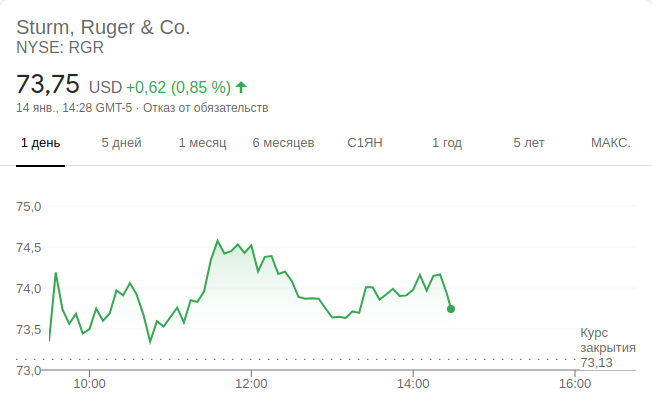 Sturm, Ruger & Co.
NYSE: RGR
73,75 USD +0,62 (0,85 %)
14 янв., 14:28 GMT-5 · Отказ от обязательств
1 день 5 дней 1 месяц 6 месяцев С1ЯН 1 год 5 лет МАКС.
75,0
74,5
74,0
73,5
73,0
Курс
закрытия
73,13
10:00 12:00 14:00 16:00